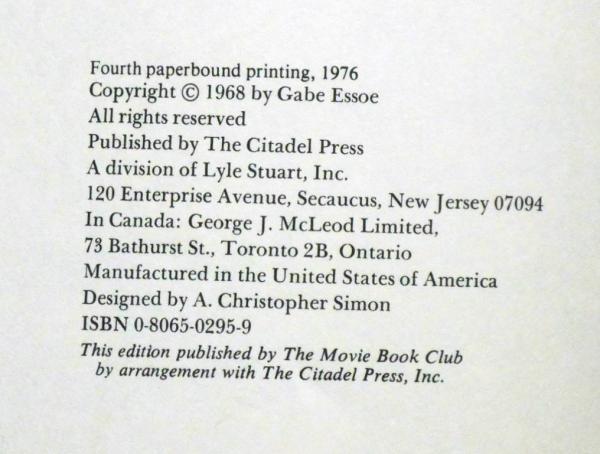 Fourth paperbound printing, 1976
Copyright © 1968 by Gabe Essoe
All rights reserved
Published by The Citadel Press
A division of Lyle Stuart, Inc.
120 Enterprise Avenue, Secaucus, New Jersey 07094
In Canada: George J. McLeod Limited,
73 Bathurst St., Toronto 2B, Ontario
Manufactured in the United States of America
Designed by A. Christopher Simon
ISBN 0-8065-0295-9
This edition published by The Movie Book Club
by arrangement with The Citadel Press, Inc.